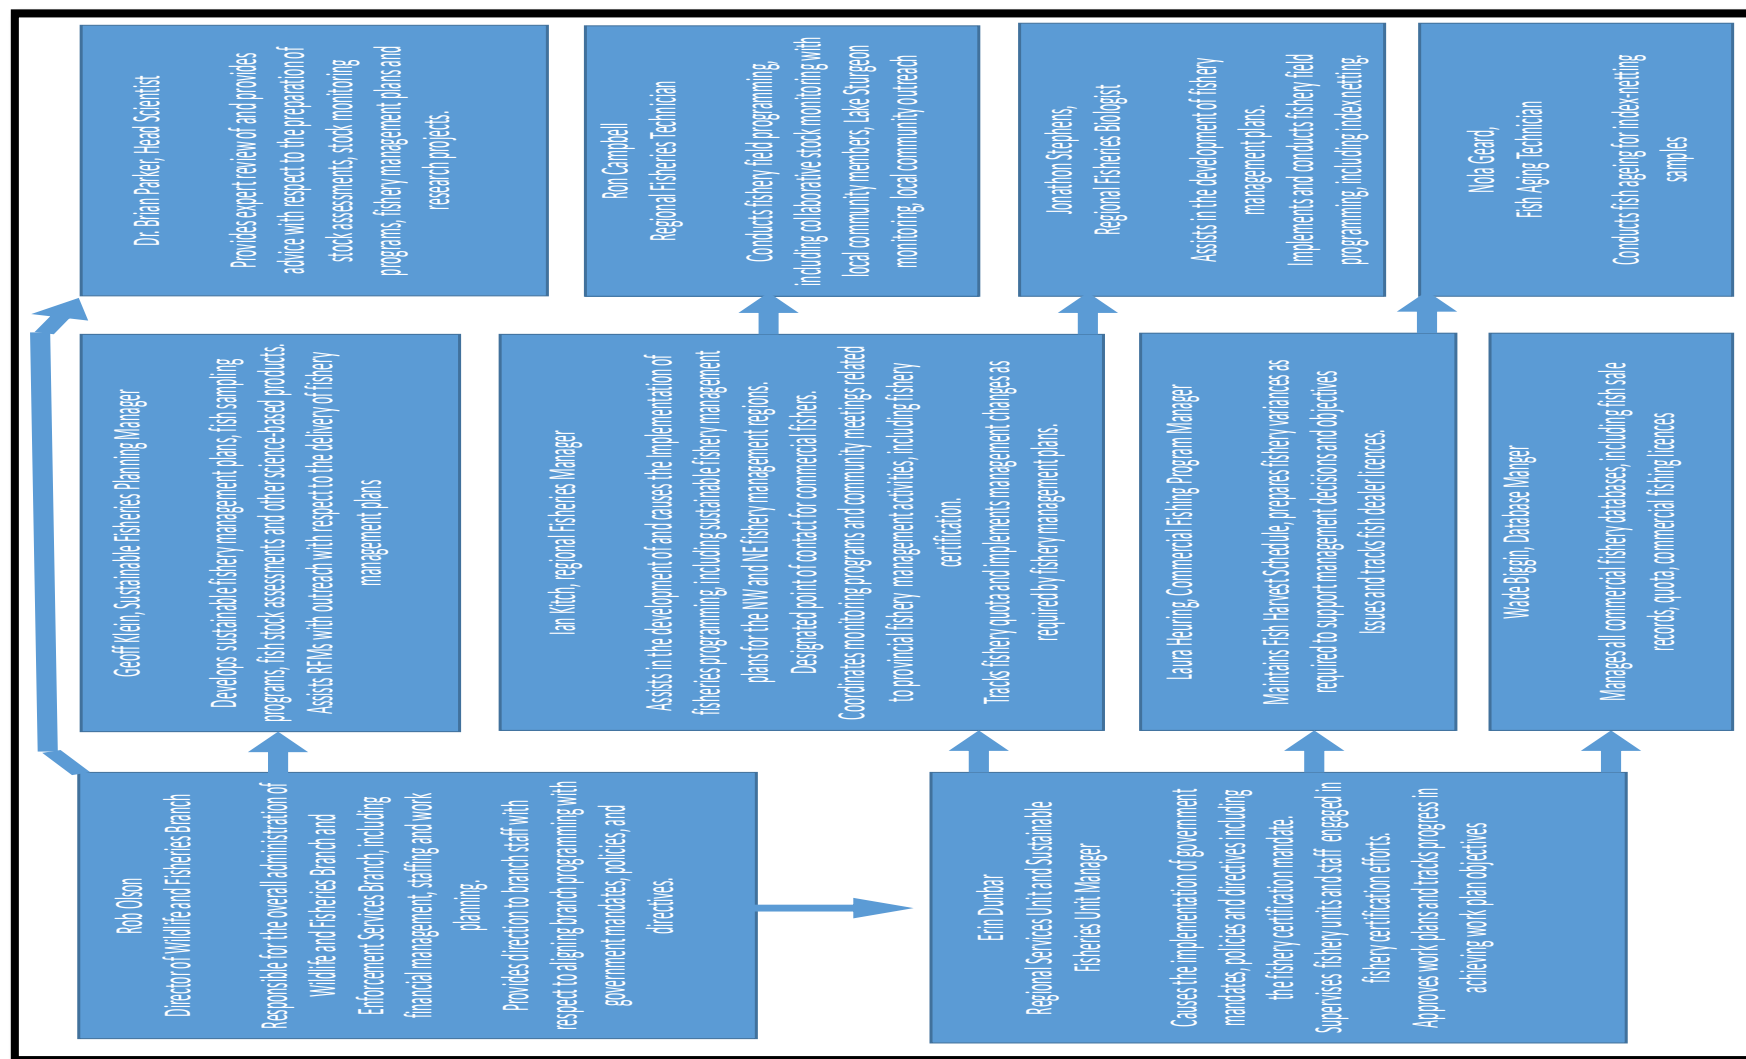 Rob Olson
Director of Wildlife and Fisheries Branch
Responsible for the overall administration of
Wildlife and Fisheries Branch and
Enforcement Services Branch, including
financial management, staffing and work
planning.
Provides direction to branch staff with
respect to aligning branch programming with
government mandates, policies, and
directives.
Erin Dunbar
Regional Services Unit and Sustainable
Fisheries Unit Manager
Causes the implementation of government
mandates, policies and directives including
the fishery certification mandate.
Supervises fishery units and staff engaged in
fishery certification efforts.
Approves work plans and tracks progress in
achieving work plan objectives
Geoff Klein, Sustainable Fisheries Planning Manager
Develops sustainable fishery management plans, fish sampling
programs, fish stock assessments and other science-based products.
Assists RFMs with outreach with respect to the delivery of fishery
management plans
Ian Kitch, regional Fisheries Manager
Assists in the development of and causes the Implementation of
fisheries programing, including sustainable fishery management
plans for the NW and NE fishery management regions.
Designated point of contact for commercial fishers.
Coordinates monitoring programs and community meetings related
to provincial fishery management activities, including fishery
certification.
Tracks fishery quota and implements management changes as
required by fishery management plans.
Laura Heuring, Commercial Fishing Program Manager
Maintains Fish Harvest Schedule, prepares fishery variances as
required to support management decisions and objectives
Issues and tracks fish dealer licences.
Wade Biggin, Database Manger
Manages all commercial fishery databases, including fish sale
records, quota, commercial fishing licences
Dr. Brian Parker, Head Scientist
Provides expert review of and provides
advice with respect to the preparation of
stock assessments, stock monitoring
programs, fishery management plans and
research projects.
Ron Campbell
Regional Fisheries Technician
Conducts fishery field programming,
including collaborative stock monitoring with
local community members, Lake Sturgeon
monitoring, local community outreach
Jonathon Stephens,
Regional Fisheries Biologist
Assists in the development of fishery
management plans.
Implements and conducts fishery field
programming, including index netting.
Nola Geard,
Fish Aging Technician
Conducts fish ageing for index-netting
samples